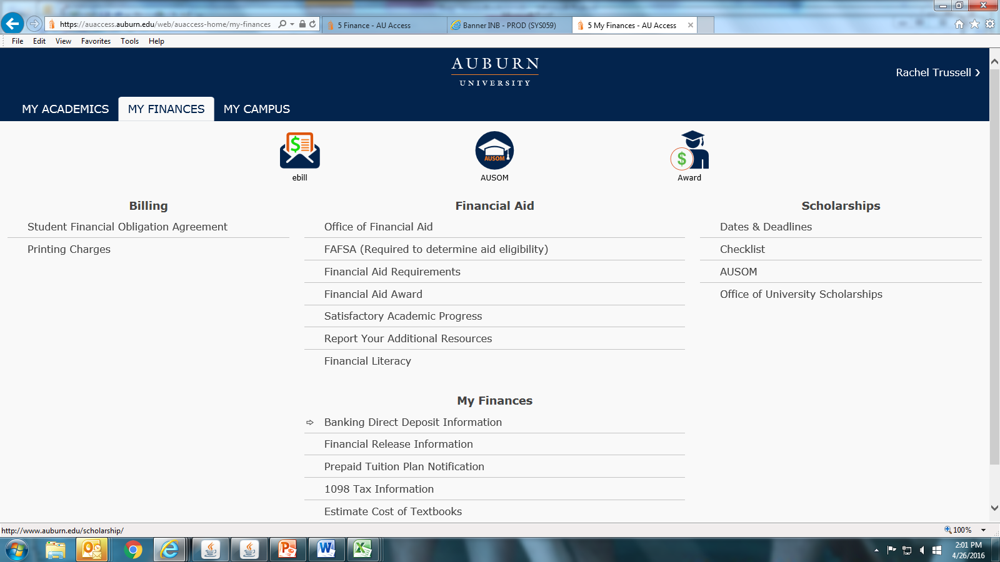 https://auaccess.auburn.edu/web/auaccess-home/my-finances
5 Finance - AU Access
Banner INB - PROD (SYS059)
5 My Finances - AU Access
File Edit View Favorites Tools Help
AUBURN
UNIVERSITY
Rachel Trussell
MY ACADEMICS MY FINANCES MY CAMPUS
AUSOM
ebill
AUSOM
Award
Billing
Student Financial Obligation Agreement
Printing Charges
Financial Aid
Office of Financial Aid
FAFSA (Required to determine aid eligibility)
Financial Aid Requirements
Financial Aid Award
Satisfactory Academic Progress
Report Your Additional Resources
Financial Literacy
My Finances
Banking Direct Deposit Information
Financial Release Information
Prepaid Tuition Plan Notification
1098 Tax Information
Estimate Cost of Textbooks
Scholarships
Dates & Deadlines
Checklist
AUSOM
Office of University Scholarships
http://www.auburn.edu/scholarship/
100%
2:01 PM
4/26/2016